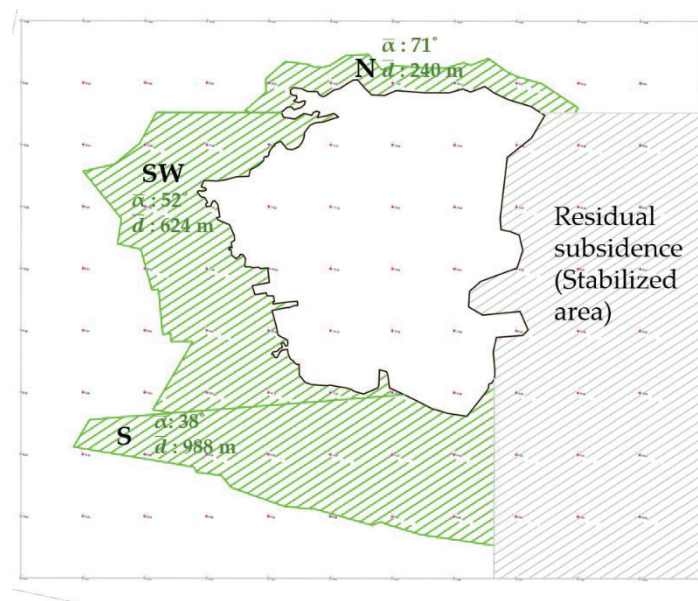 ᾱ : 71°
N d̄ : 240 m
SW
ᾱ : 52°
d̄ : 624 m
Residual
subsidence
(Stabilized
area)
S ᾱ : 38°
d̄ : 988 m